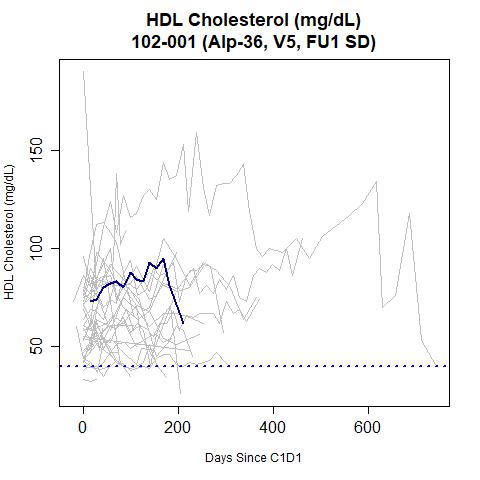 HDL Cholesterol (mg/dL)
102-001 (Alp-36, V5, FU1 SD)
HDL Cholesterol (mg/dL)
150
100
50
0
200
400
600
Days Since C1D1